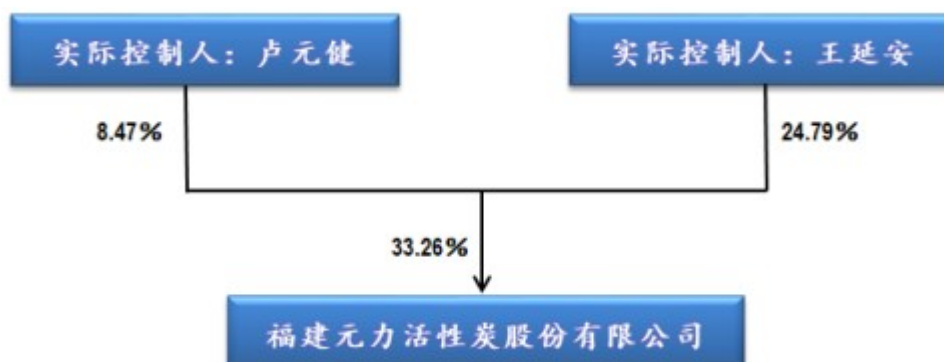 实际控制人：卢元健
实际控制人：王延安
8.47%
24.79%
33.26%
福建元力活性炭股份有限公司